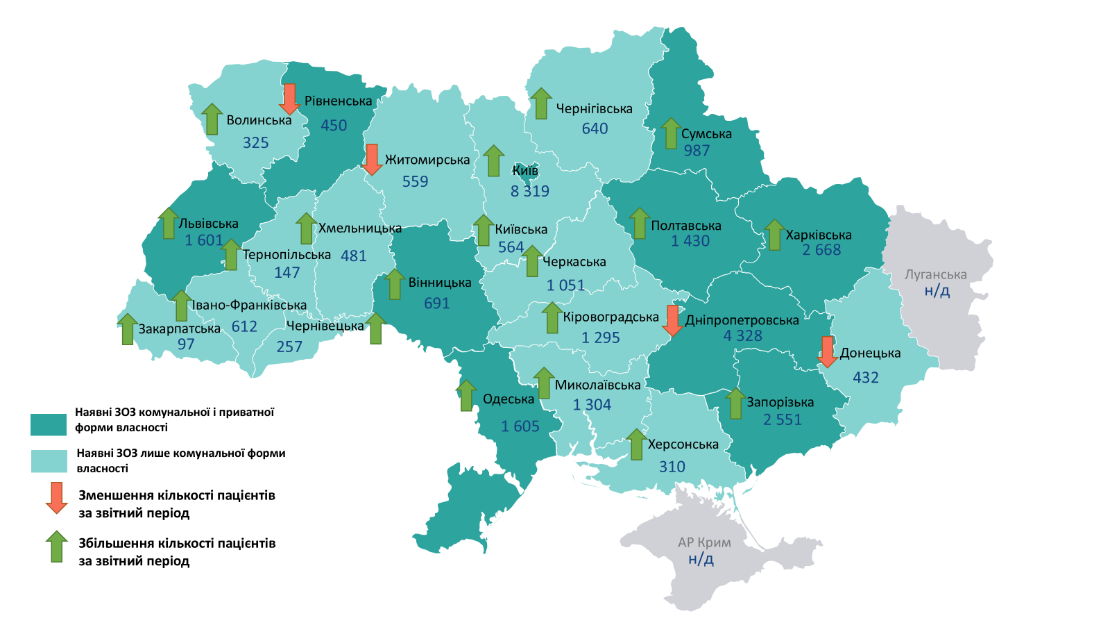 Чернігівська
640
Рівненська
450
Волинська
325
Сумська
987
Житомирська
559
Київ
8 319
Львівська
1 601
Хмельницька
481
Київська
564
Полтавська
1 430
Харківська
2 668
Тернопільська
147
Черкаська
1 051
Луганська
н/д
Вінницька
691
Івано-Франківська
612
Закарпатська
97
Чернівецька
257
Кіровоградська
1 295
Дніпропетровська
4 328
Донецька
432
Миколаївська
1 304
Одеська
1 605
Запорізька
2 551
Херсонська
310
АР Крим
н/д
Наявні ЗОЗ комунальної і приватної
форми власності
Наявні ЗОЗ лише комунальної форми
власності
Зменшення кількості пацієнтів
за звітний період
Збільшення кількості пацієнтів
за звітний період